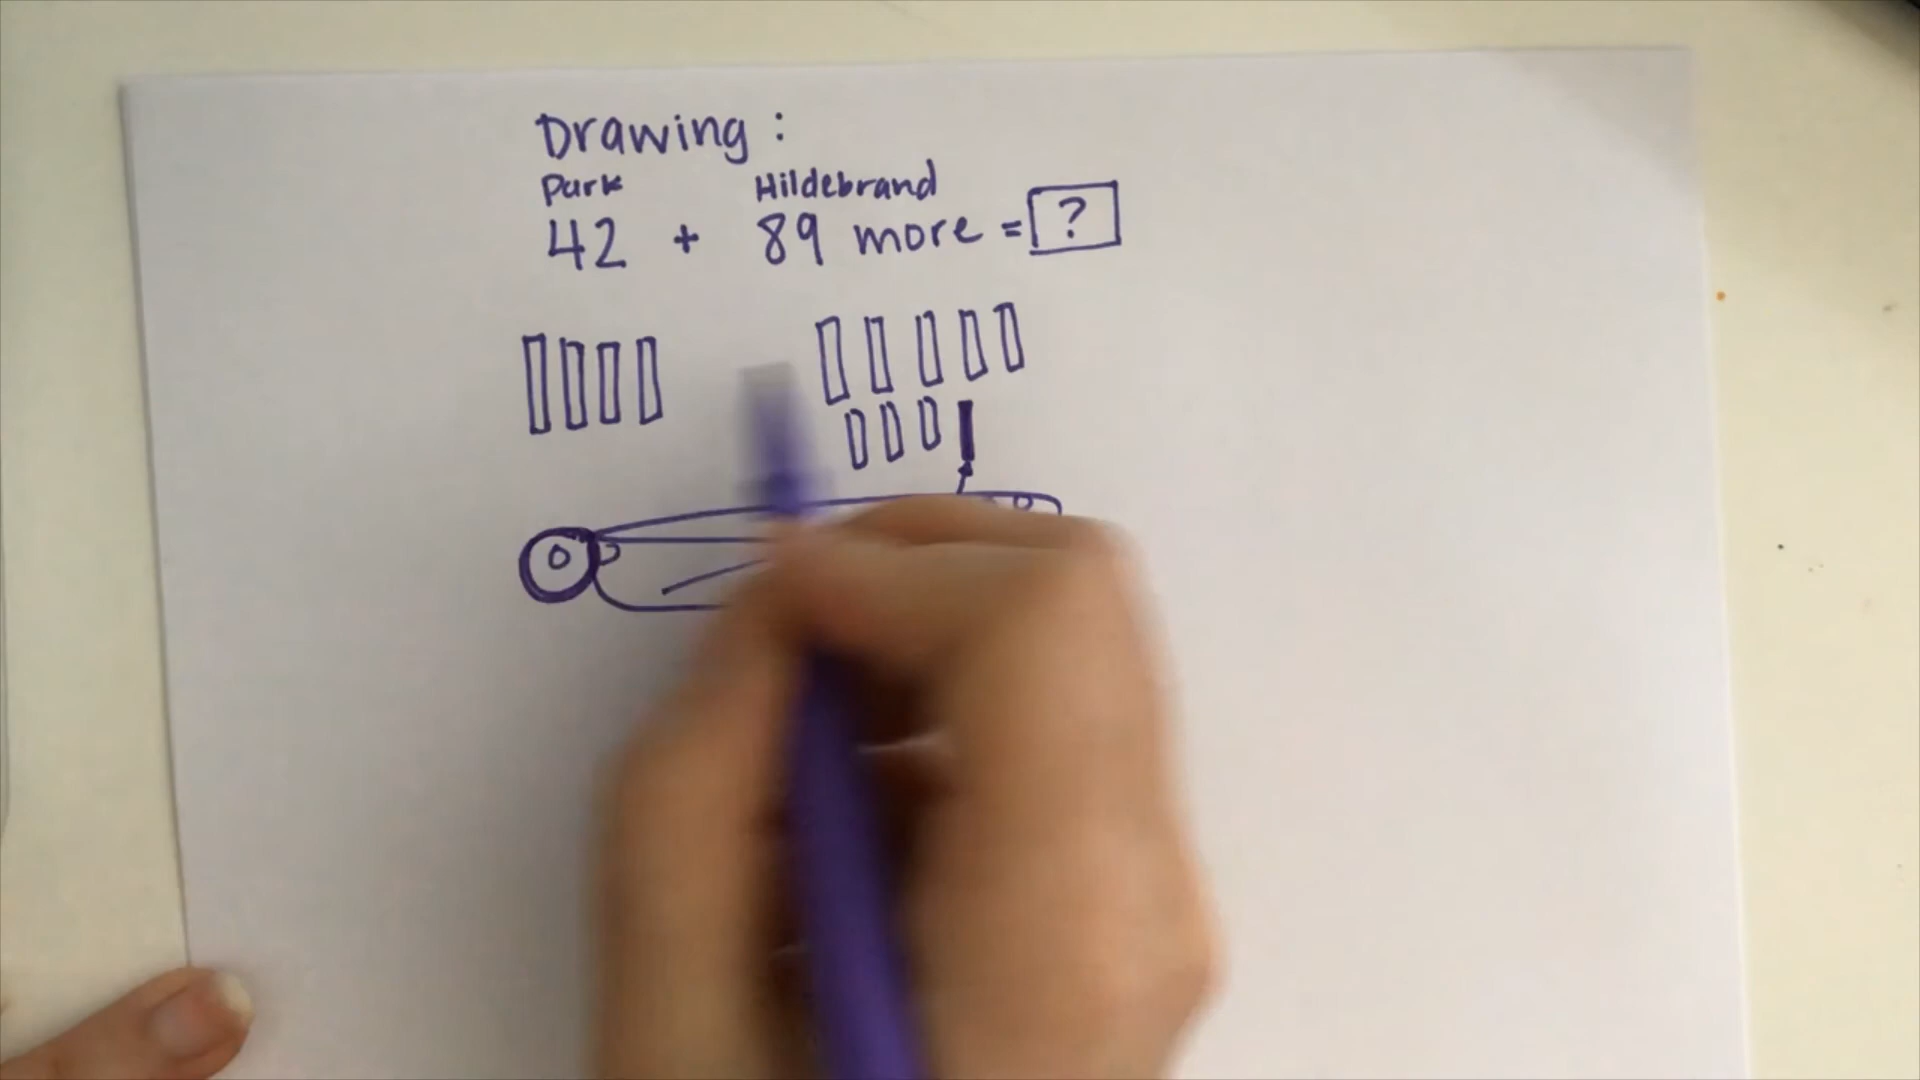 Drawing :
Park Hildebrand
42 + 89 more = ?